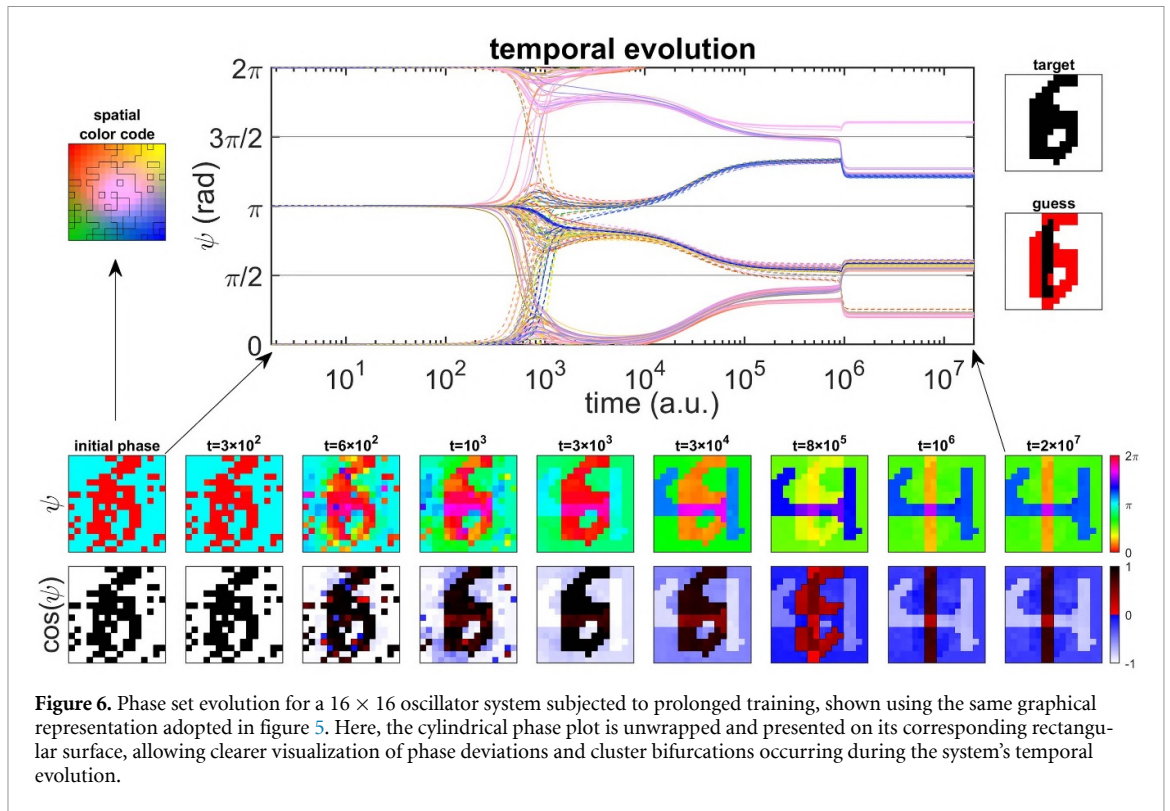 temporal evolution
spatial
color code
2π
3π/2
π
π/2
0
ψ (rad)
10¹ 10² 10³ 10⁴ 10⁵ 10⁶ 10⁷
time (a.u.)
target
guess
initial phase t=3×10² t=6×10² t=10³ t=3×10³ t=3×10⁴ t=8×10⁵ t=10⁶ t=2×10⁷
ψ
2π
π
0
cos(ψ)
1
0
-1
Figure 6. Phase set evolution for a 16 × 16 oscillator system subjected to prolonged training, shown using the same graphical
representation adopted in figure 5. Here, the cylindrical phase plot is unwrapped and presented on its corresponding rectangu-
lar surface, allowing clearer visualization of phase deviations and cluster bifurcations occurring during the system's temporal
evolution.